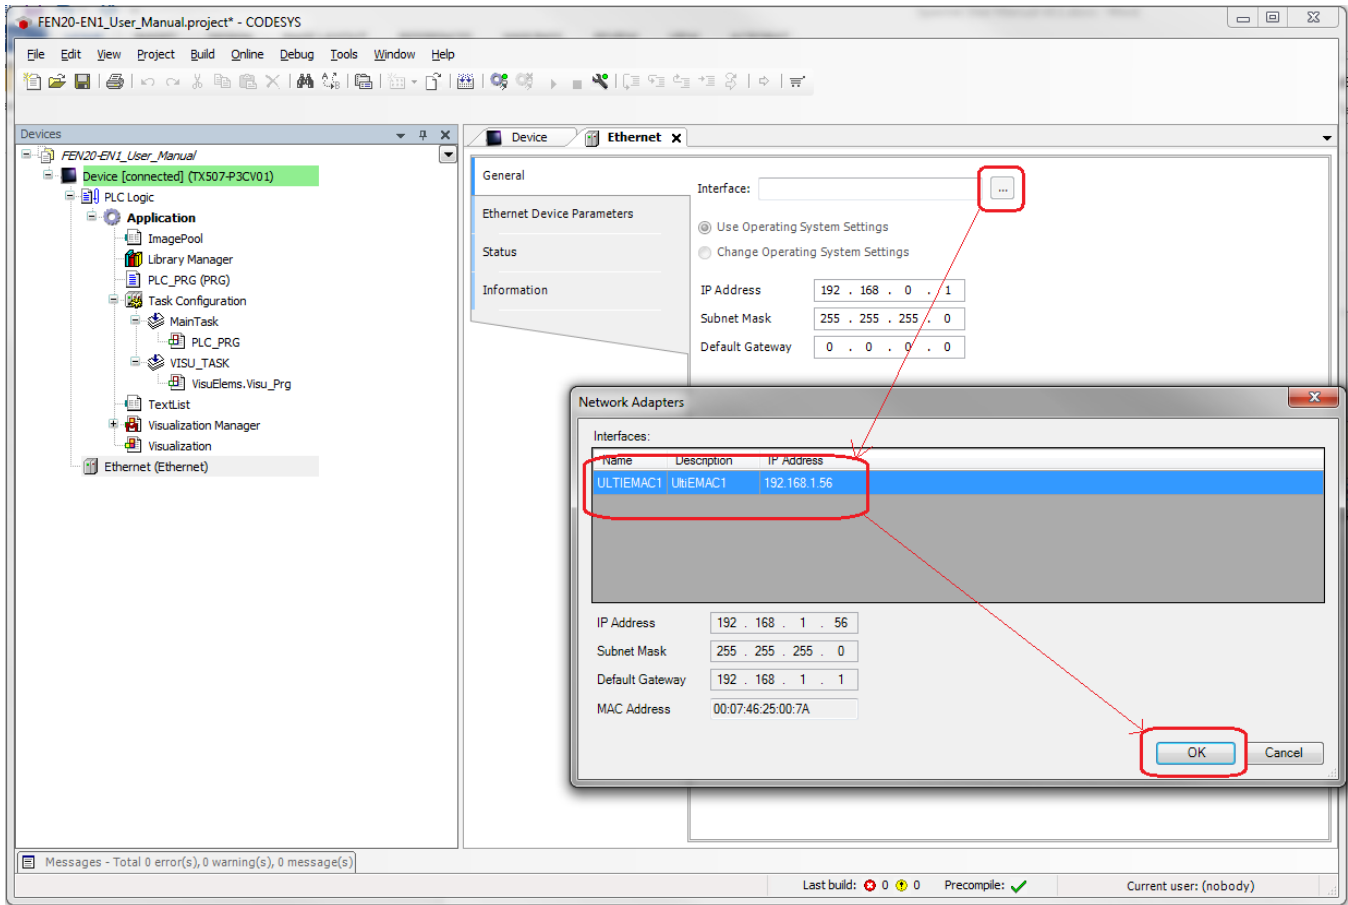 FEN20-EN1_User_Manual.project* - CODESYS
File Edit View Project Build Online Debug Tools Window Help
Devices
FEN20-EN1_User_Manual
Device [connected] (TX507-P3CV01)
PLC Logic
Application
ImagePool
Library Manager
PLC_PRG (PRG)
Task Configuration
MainTask
PLC_PRG
VISU_TASK
VisuElems.Visu_Prg
TextList
Visualization Manager
Visualization
Ethernet (Ethernet)
Device
Ethernet
General
Ethernet Device Parameters
Status
Information
Interface: ...
Use Operating System Settings
Change Operating System Settings
IP Address 192 . 168 . 0 . 1
Subnet Mask 255 . 255 . 255 . 0
Default Gateway 0 . 0 . 0 . 0
Network Adapters
Interfaces:
Name Description IP Address
ULTIEMAC1 UltiEMAC1 192.168.1.56
IP Address 192 . 168 . 1 . 56
Subnet Mask 255 . 255 . 255 . 0
Default Gateway 192 . 168 . 1 . 1
MAC Address 00:07:46:25:00:7A
OK Cancel
Messages - Total 0 error(s), 0 warning(s), 0 message(s)
Last build: 0 0 Precompile: Current user: (nobody)